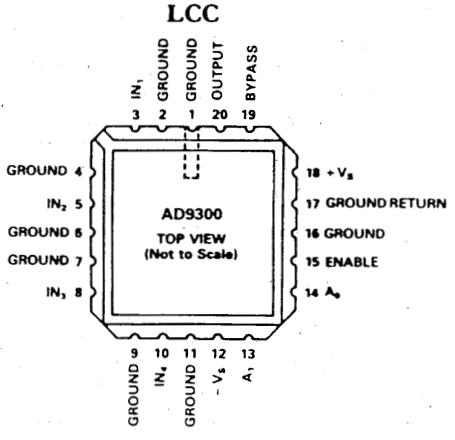 LCC
IN₁
GROUND
GROUND
OUTPUT
BYPASS
3 2 1 20 19
GROUND 4
IN₂ 5
GROUND 6
GROUND 7
IN₃ 8
AD9300
TOP VIEW
(Not to Scale)
18 +Vs
17 GROUND RETURN
16 GROUND
15 ENABLE
14 A₀
9 10 11 12 13
GROUND
IN₄
GROUND
-Vs
A₁